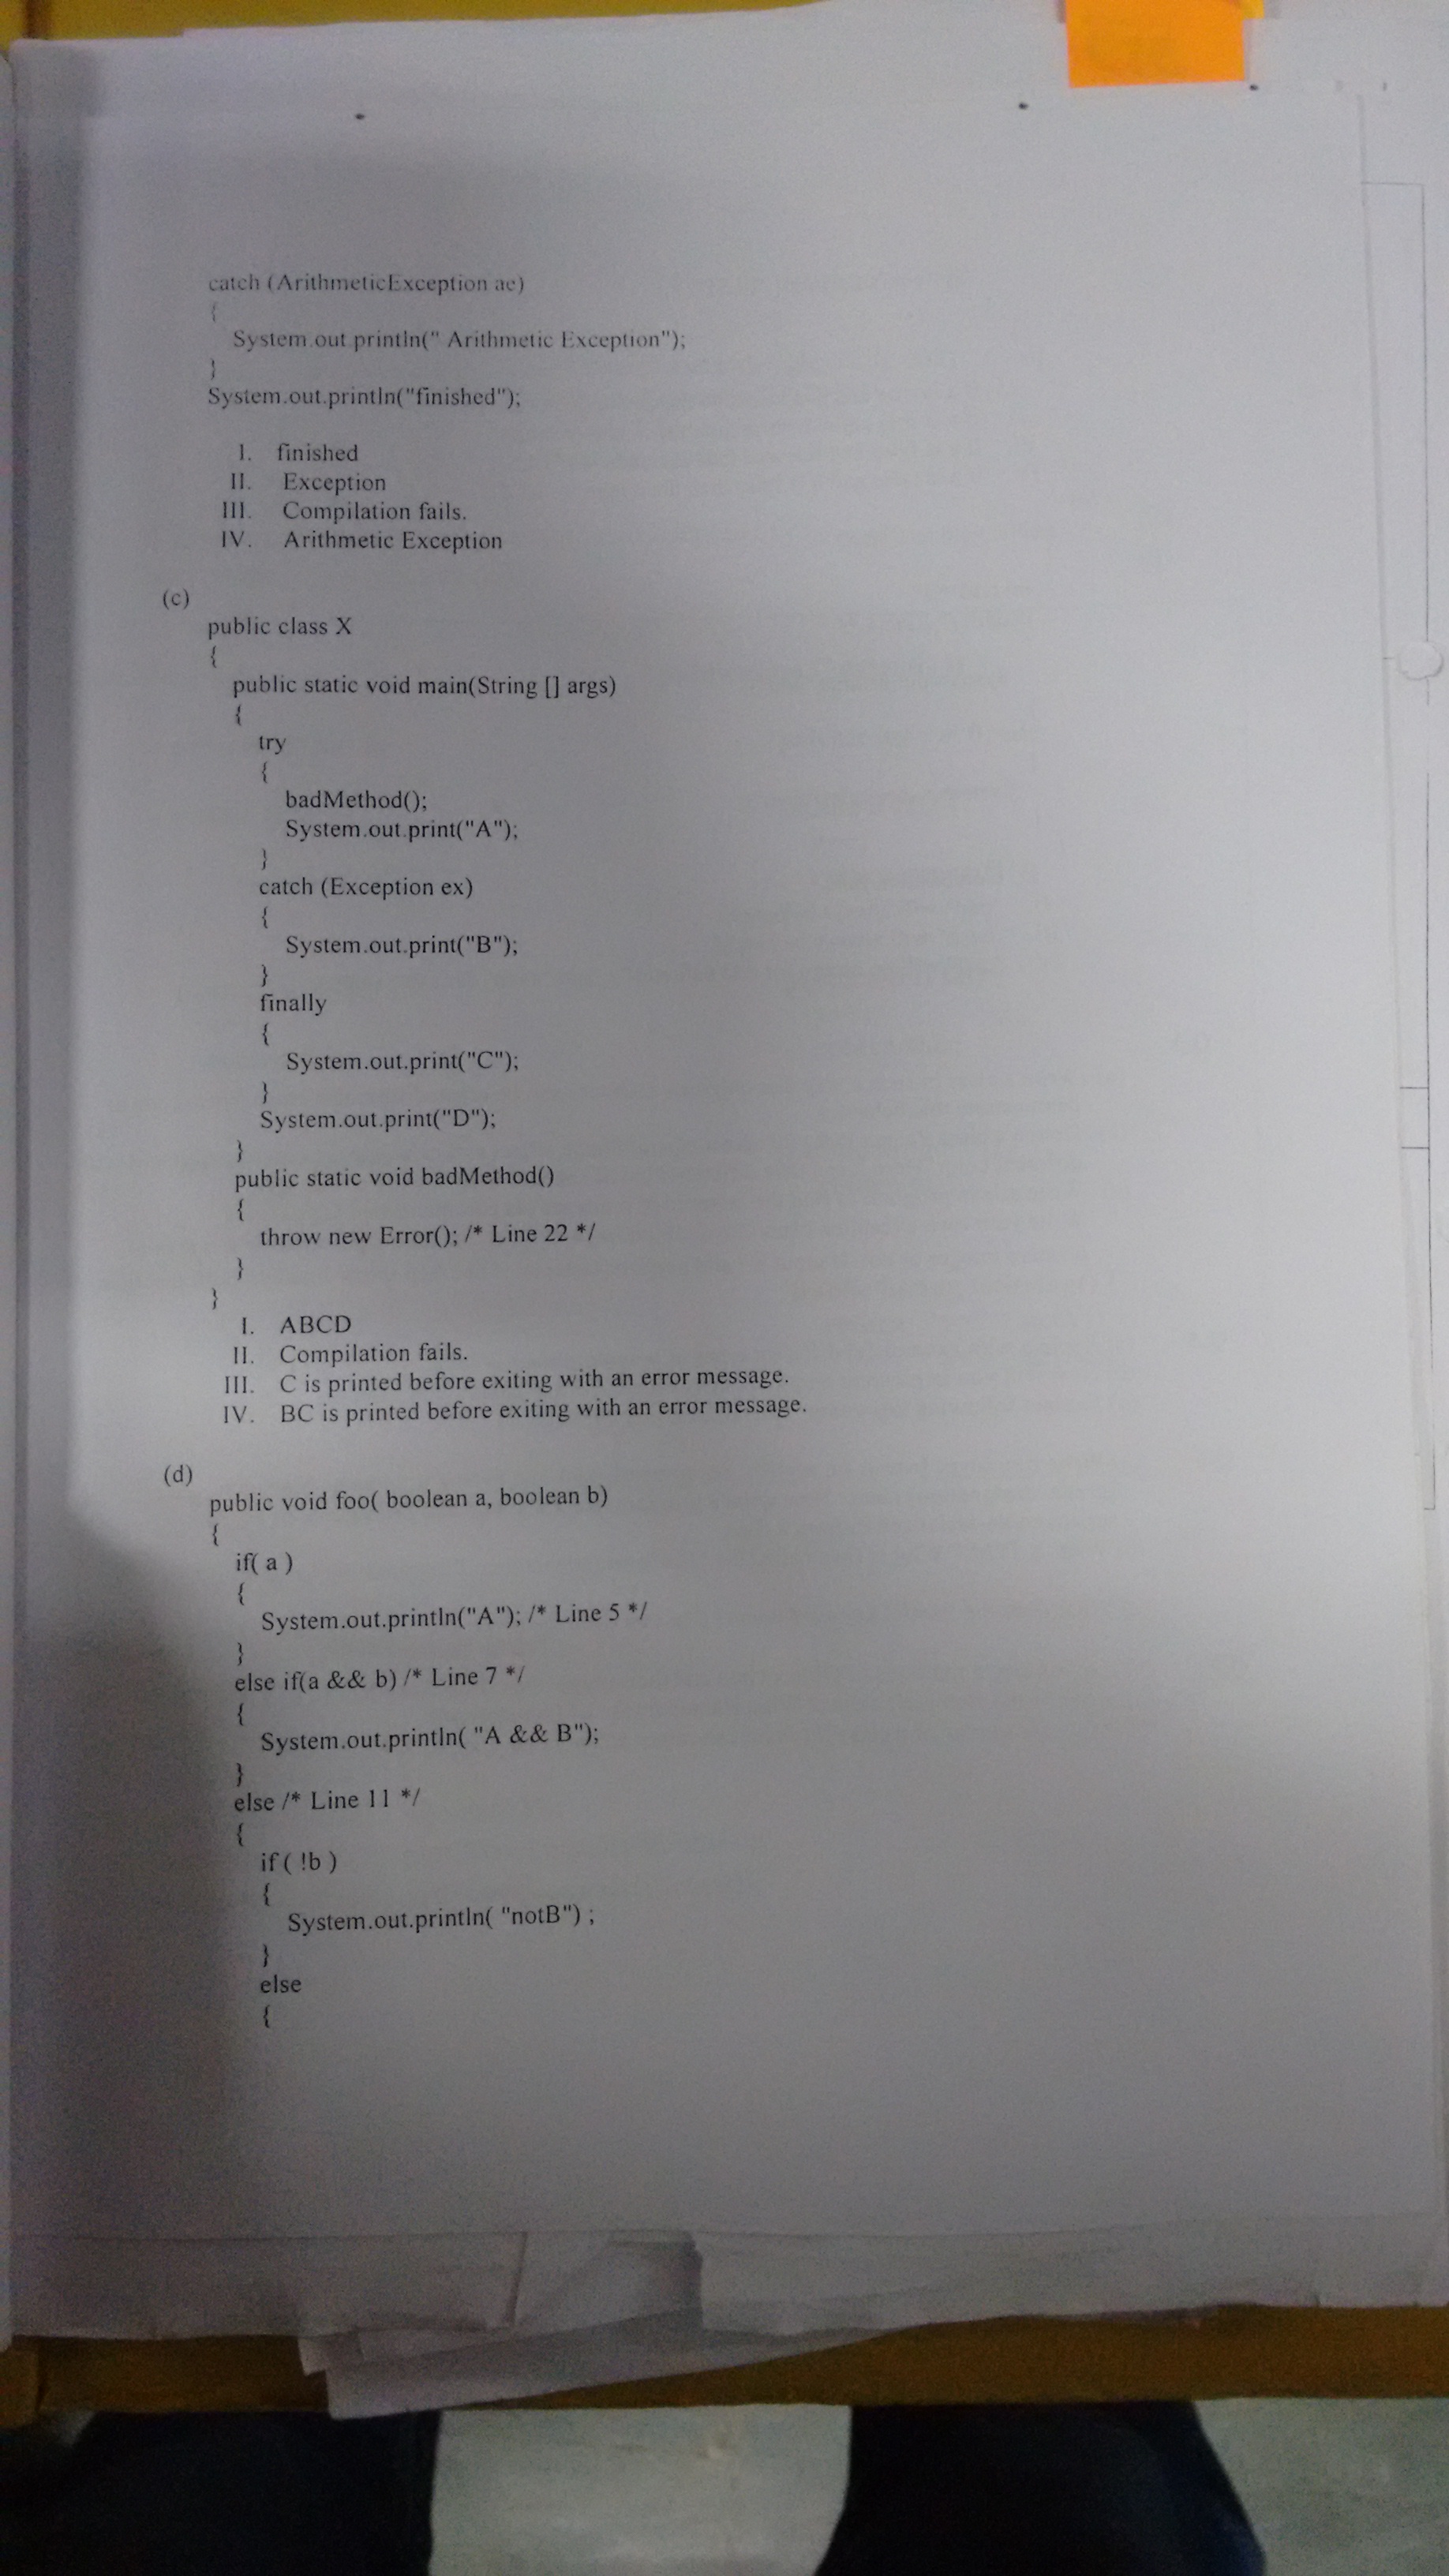 catch (ArithmeticException ae)
{
System.out.println(" Arithmetic Exception");
}
System.out.println("finished");
I. finished
II. Exception
III. Compilation fails.
IV. Arithmetic Exception
(c)
public class X
{
public static void main(String [] args)
{
try
{
badMethod();
System.out.print("A");
}
catch (Exception ex)
{
System.out.print("B");
}
finally
{
System.out.print("C");
}
System.out.print("D");
}
public static void badMethod()
{
throw new Error(); /* Line 22 */
}
}
I. ABCD
II. Compilation fails.
III. C is printed before exiting with an error message.
IV. BC is printed before exiting with an error message.
(d)
public void foo( boolean a, boolean b)
{
if( a )
{
System.out.println("A"); /* Line 5 */
}
else if(a && b) /* Line 7 */
{
System.out.println( "A && B");
}
else /* Line 11 */
{
if ( !b )
{
System.out.println( "notB") ;
}
else
{